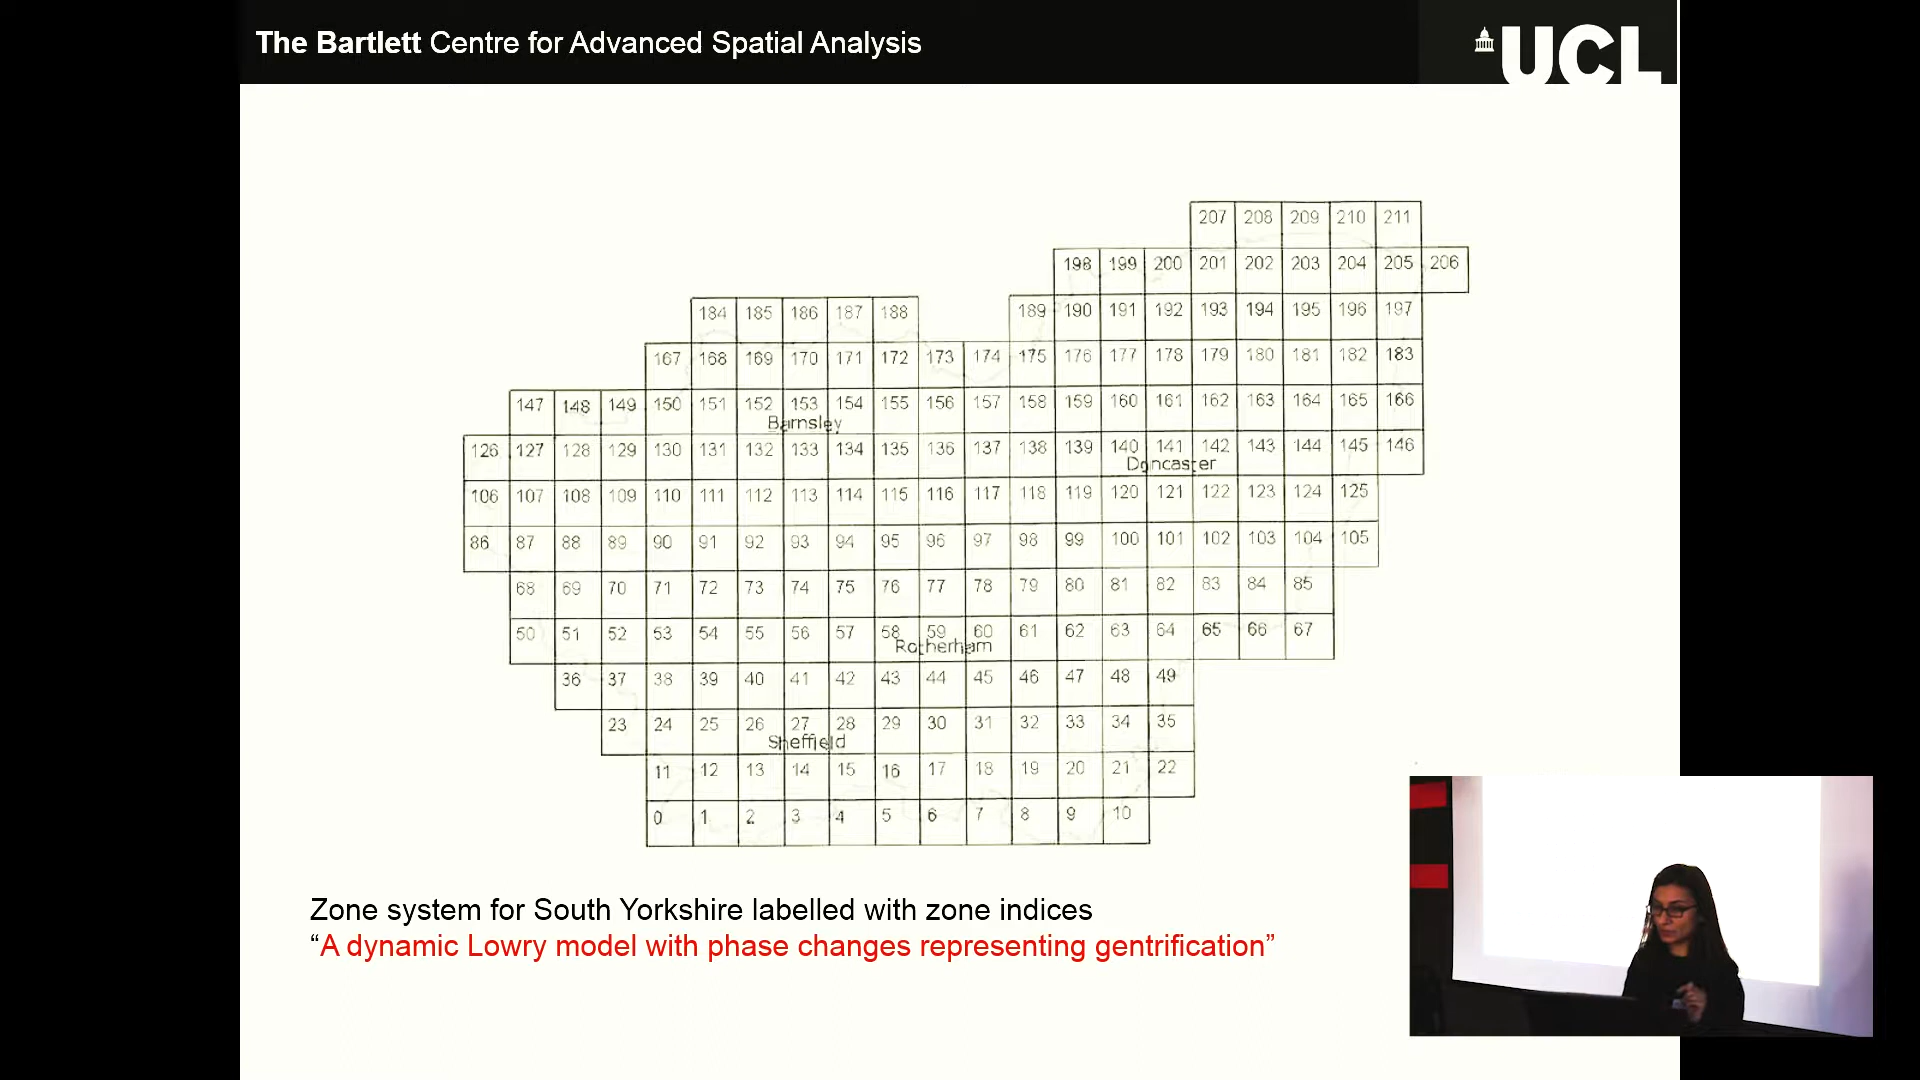 The Bartlett Centre for Advanced Spatial Analysis
UCL
207 208 209 210 211
198 199 200 201 202 203 204 205 206
184 185 186 187 188 189 190 191 192 193 194 195 196 197
167 168 169 170 171 172 173 174 175 176 177 178 179 180 181 182 183
147 148 149 150 151 152 153 154 155 156 157 158 159 160 161 162 163 164 165 166
Barnsley
126 127 128 129 130 131 132 133 134 135 136 137 138 139 140 141 142 143 144 145 146
Doncaster
106 107 108 109 110 111 112 113 114 115 116 117 118 119 120 121 122 123 124 125
86 87 88 89 90 91 92 93 94 95 96 97 98 99 100 101 102 103 104 105
68 69 70 71 72 73 74 75 76 77 78 79 80 81 82 83 84 85
50 51 52 53 54 55 56 57 58 59 60 61 62 63 64 65 66 67
Rotherham
36 37 38 39 40 41 42 43 44 45 46 47 48 49
23 24 25 26 27 28 29 30 31 32 33 34 35
Sheffield
11 12 13 14 15 16 17 18 19 20 21 22
0 1 2 3 4 5 6 7 8 9 10
Zone system for South Yorkshire labelled with zone indices
“A dynamic Lowry model with phase changes representing gentrification”